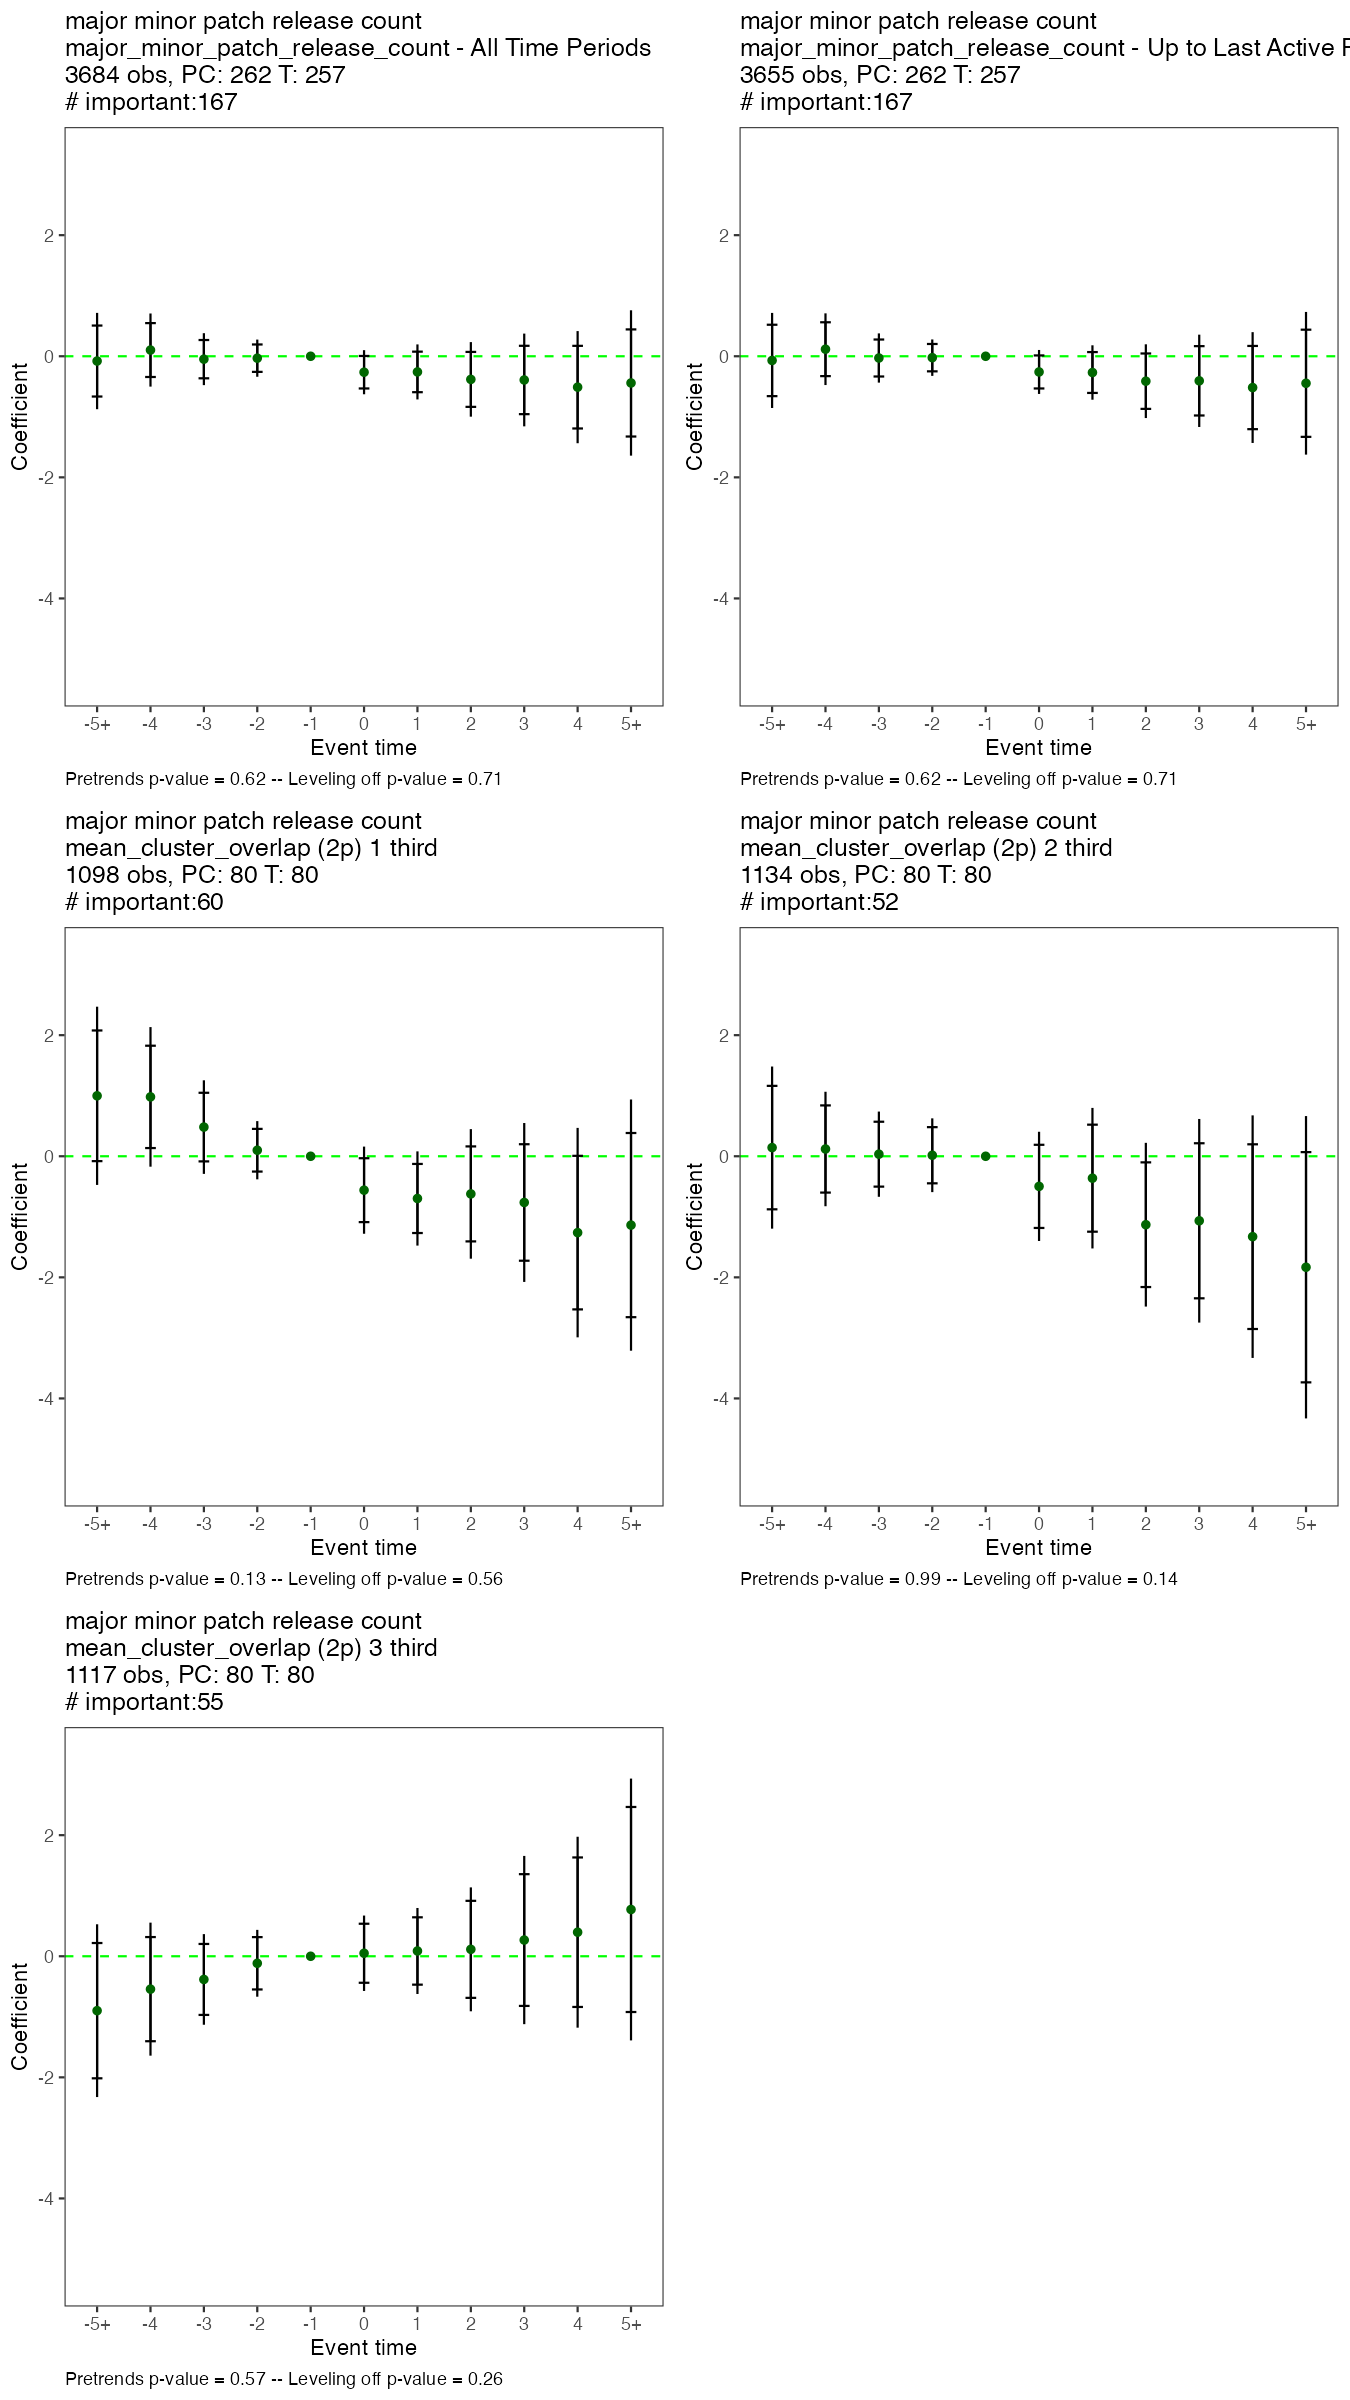 major minor patch release count
major_minor_patch_release_count - All Time Periods
3684 obs, PC: 262 T: 257
# important:167
2
0
-2
-4
Coefficient
-5+ -4 -3 -2 -1 0 1 2 3 4 5+
Event time
Pretrends p-value = 0.62 -- Leveling off p-value = 0.71
major minor patch release count
major_minor_patch_release_count - Up to Last Active
3655 obs, PC: 262 T: 257
# important:167
2
0
-2
-4
Coefficient
-5+ -4 -3 -2 -1 0 1 2 3 4 5+
Event time
Pretrends p-value = 0.62 -- Leveling off p-value = 0.71
major minor patch release count
mean_cluster_overlap (2p) 1 third
1098 obs, PC: 80 T: 80
# important:60
2
0
-2
-4
Coefficient
-5+ -4 -3 -2 -1 0 1 2 3 4 5+
Event time
Pretrends p-value = 0.13 -- Leveling off p-value = 0.56
major minor patch release count
mean_cluster_overlap (2p) 2 third
1134 obs, PC: 80 T: 80
# important:52
2
0
-2
-4
Coefficient
-5+ -4 -3 -2 -1 0 1 2 3 4 5+
Event time
Pretrends p-value = 0.99 -- Leveling off p-value = 0.14
major minor patch release count
mean_cluster_overlap (2p) 3 third
1117 obs, PC: 80 T: 80
# important:55
2
0
-2
-4
Coefficient
-5+ -4 -3 -2 -1 0 1 2 3 4 5+
Event time
Pretrends p-value = 0.57 -- Leveling off p-value = 0.26